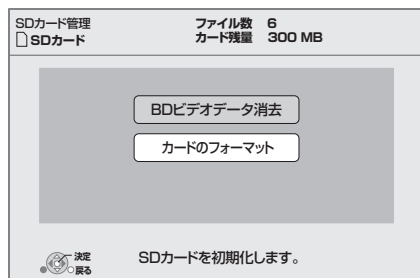 SDカード管理
SDカード
ファイル数 6
カード残量 300 MB
BDビデオデータ消去
カードのフォーマット
決定
戻る
SDカードを初期化します。